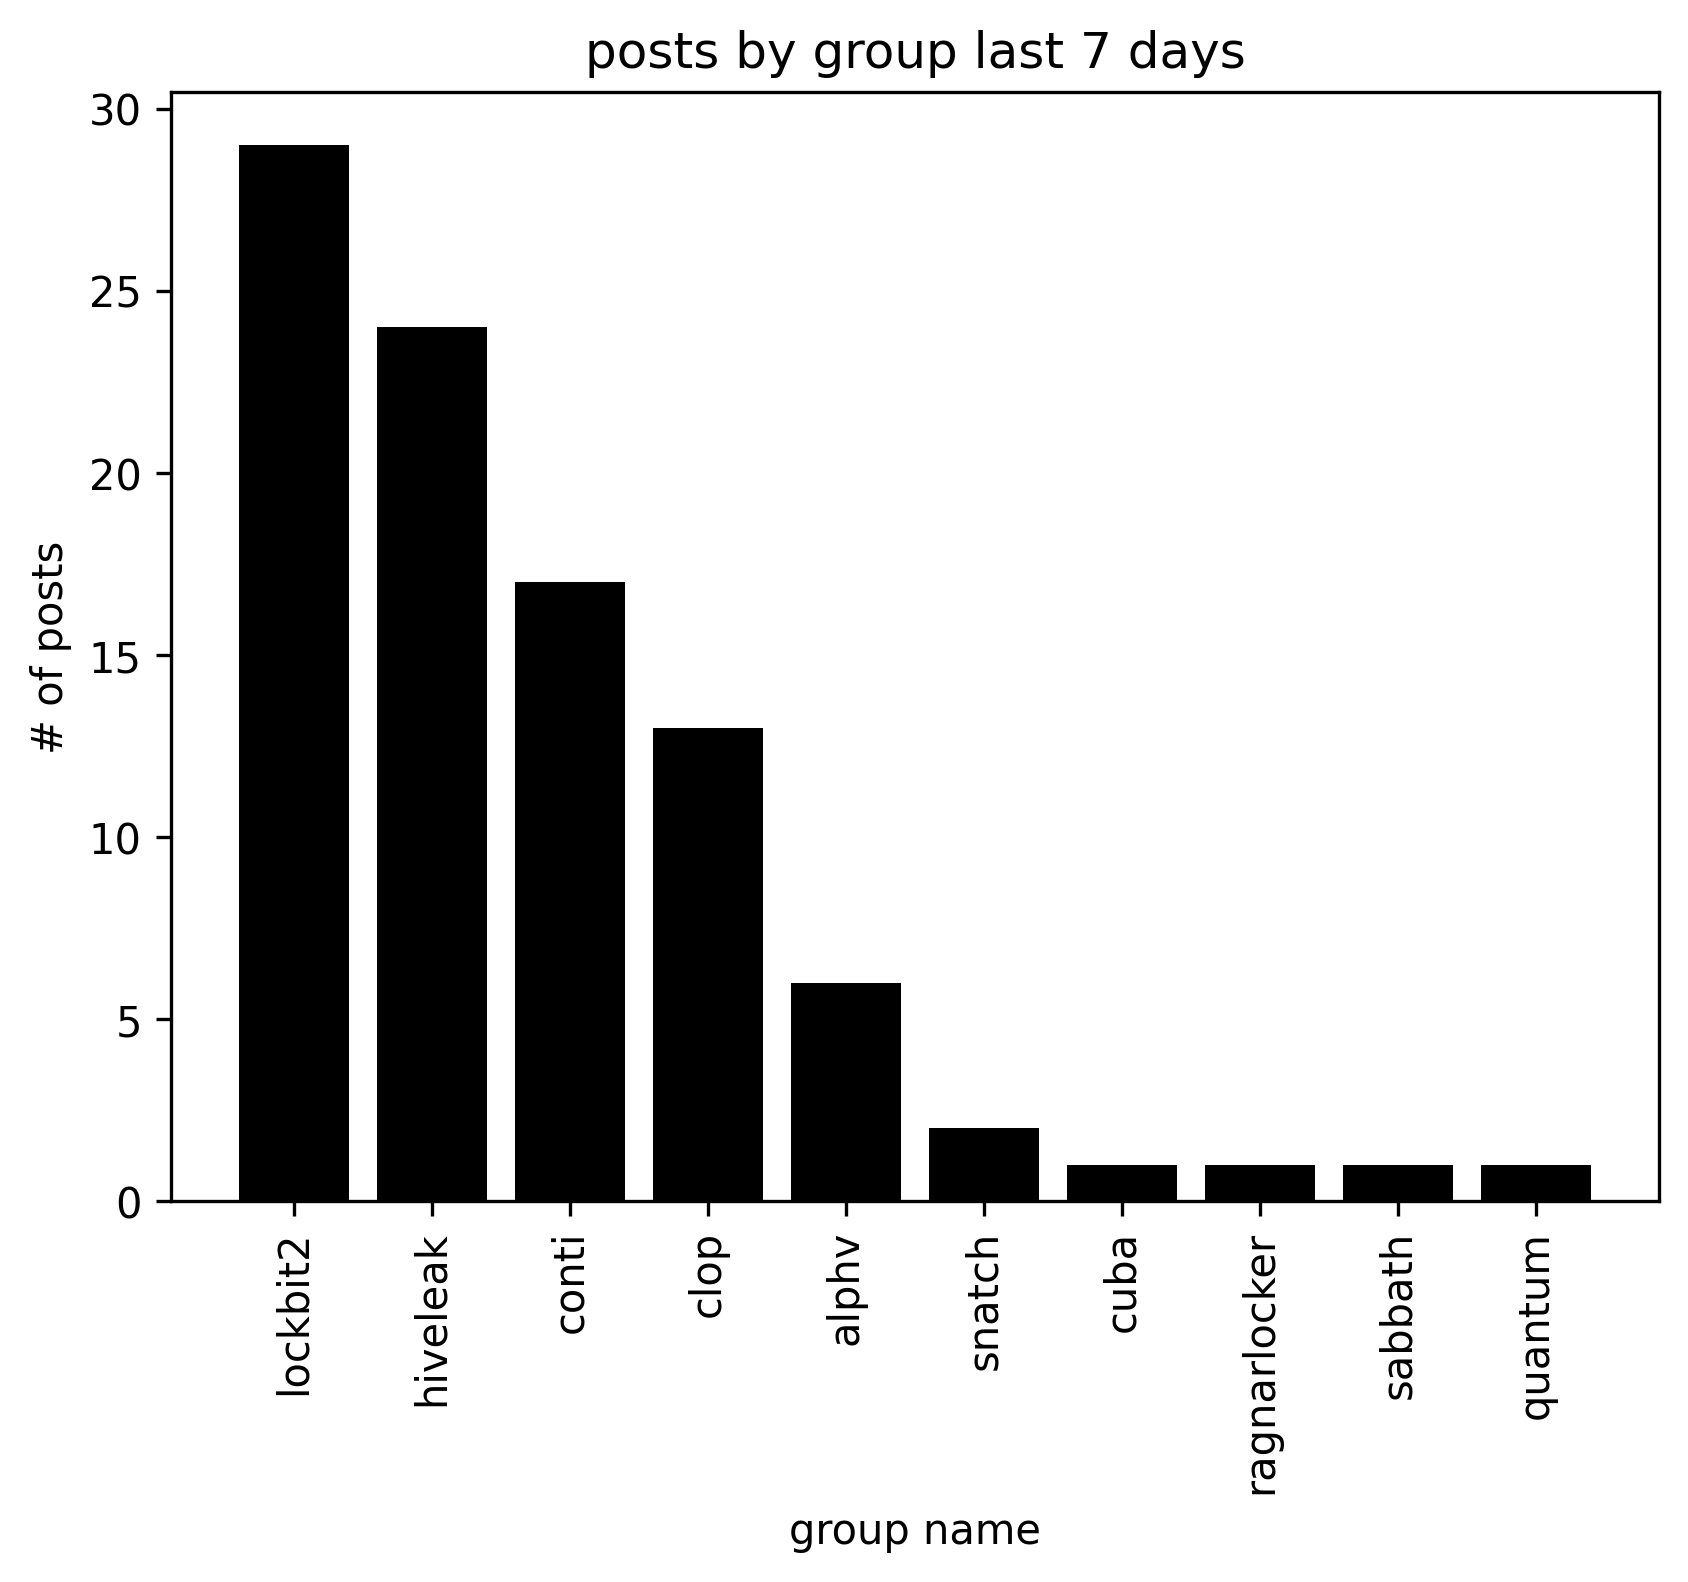 posts by group last 7 days
30
25
20
15
10
5
0
# of posts
lockbit2
hiveleak
conti
clop
alphv
snatch
cuba
ragnarlocker
sabbath
quantum
group name